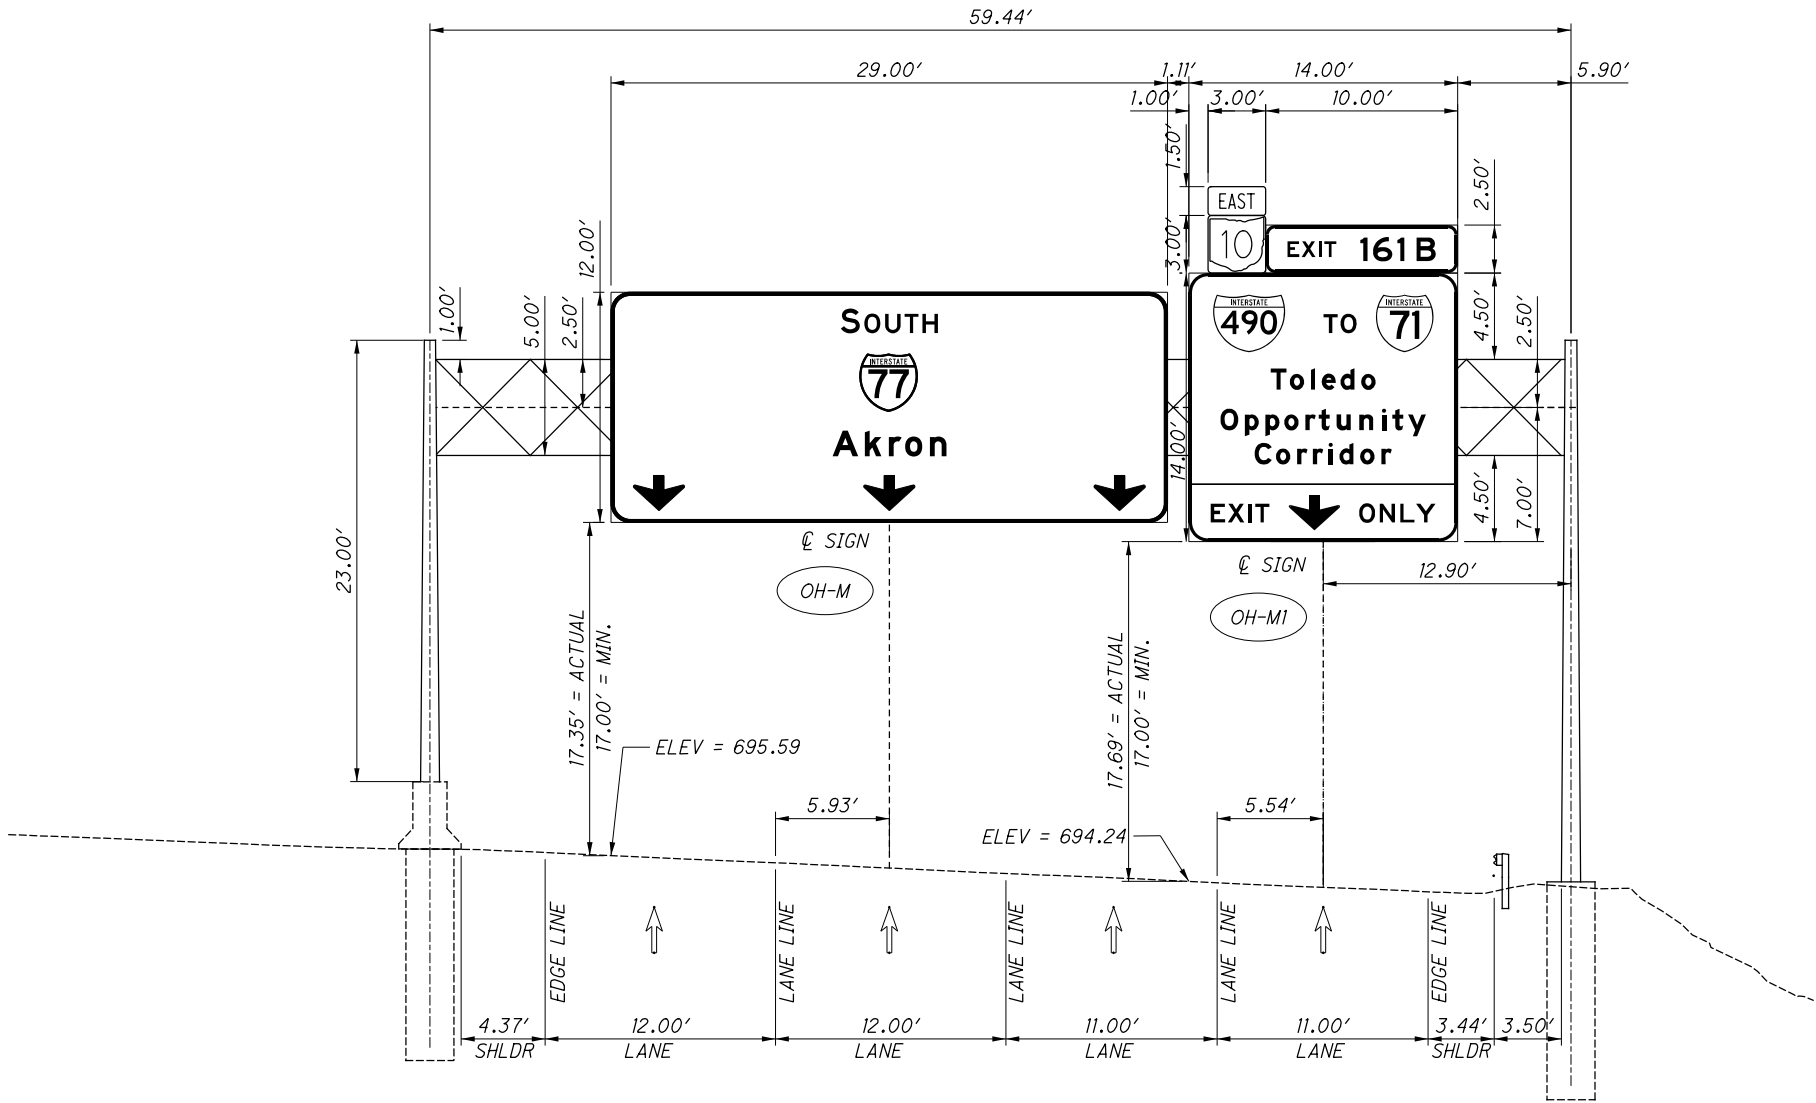 59.44'
29.00'
1.11'
14.00'
5.90'
1.00'
3.00'
10.00'
1.50'
3.00'
2.50'
12.00'
1.00'
5.00'
2.50'
4.50'
2.50'
EAST
10
EXIT 161B
SOUTH
INTERSTATE
77
Akron
INTERSTATE
490
TO
INTERSTATE
71
Toledo
Opportunity
Corridor
EXIT ONLY
14.00'
4.50'
7.00'
23.00'
℄ SIGN
OH-M
℄ SIGN
OH-M1
12.90'
17.35' = ACTUAL
17.00' = MIN.
17.69' = ACTUAL
17.00' = MIN.
ELEV = 695.59
5.93'
ELEV = 694.24
5.54'
EDGE LINE
LANE LINE
LANE LINE
LANE LINE
EDGE LINE
4.37'
SHLDR
12.00'
LANE
12.00'
LANE
11.00'
LANE
11.00'
LANE
3.44'
SHLDR
3.50'